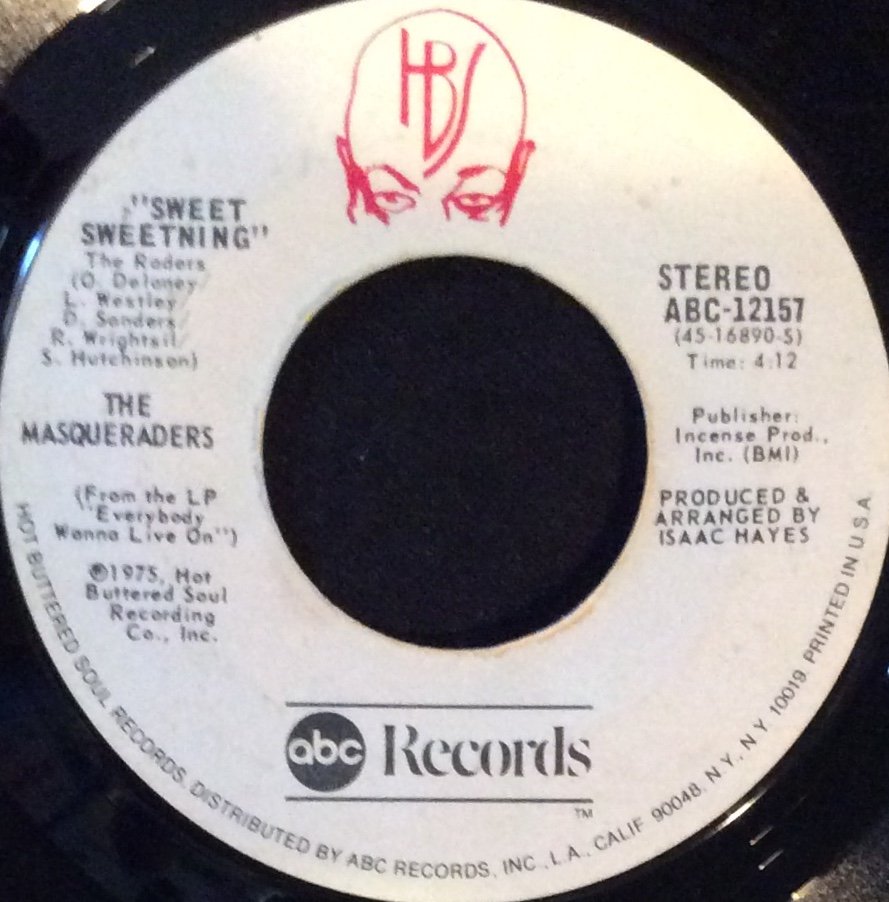 HBS
"SWEET
SWEETNING"
The Raders
(O. Delaney/
L. Westley/
D. Sanders/
R. Wrightsil/
S. Hutchinson)
THE
MASQUERADERS
(From the LP
"Everybody
Wanna Live On")
℗1975, Hot
Buttered Soul
Recording
Co., Inc.
STEREO
ABC-12157
(45-16890-S)
Time: 4:12
Publisher:
Incense Prod.,
Inc. (BMI)
PRODUCED &
ARRANGED BY
ISAAC HAYES
abc Records
TM
HOT BUTTERED SOUL RECORDS, DISTRIBUTED BY ABC RECORDS, INC., L.A., CALIF 90048, N.Y., N.Y. 10019. PRINTED IN U.S.A.